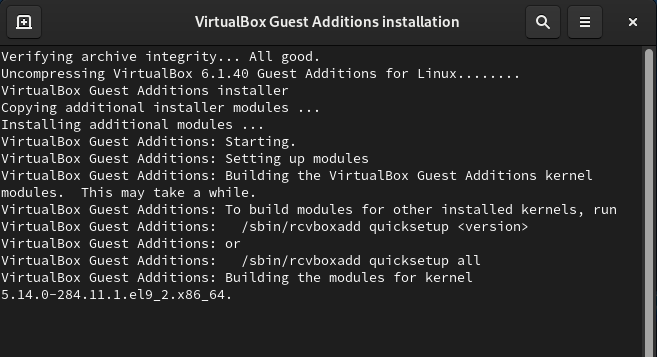 VirtualBox Guest Additions installation
Verifying archive integrity... All good.
Uncompressing VirtualBox 6.1.40 Guest Additions for Linux........
VirtualBox Guest Additions installer
Copying additional installer modules ...
Installing additional modules ...
VirtualBox Guest Additions: Starting.
VirtualBox Guest Additions: Setting up modules
VirtualBox Guest Additions: Building the VirtualBox Guest Additions kernel
modules.  This may take a while.
VirtualBox Guest Additions: To build modules for other installed kernels, run
VirtualBox Guest Additions:   /sbin/rcvboxadd quicksetup <version>
VirtualBox Guest Additions: or
VirtualBox Guest Additions:   /sbin/rcvboxadd quicksetup all
VirtualBox Guest Additions: Building the modules for kernel
5.14.0-284.11.1.el9_2.x86_64.